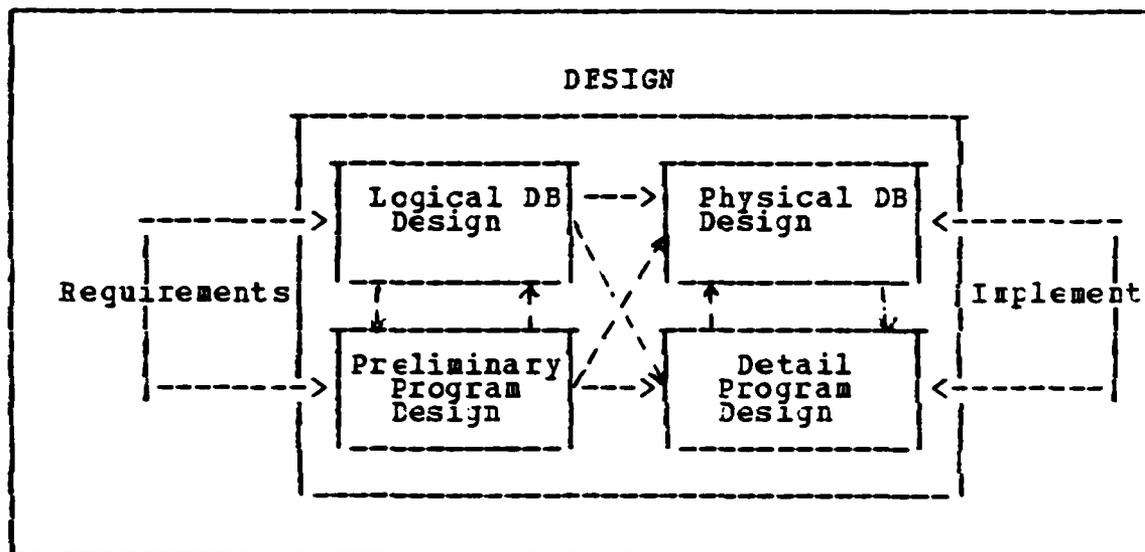 DESIGN
Logical DB
Design
Physical DB
Design
Requirements
Implement
Preliminary
Program
Design
Detail
Program
Design